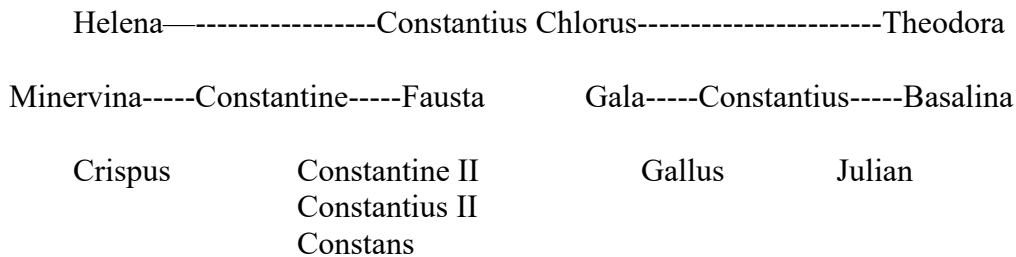 Helena—-----------------Constantius Chlorus-----------------------Theodora
Minervina-----Constantine-----Fausta Gala-----Constantius-----Basalina
Crispus Constantine II Gallus Julian
Constantius II
Constans